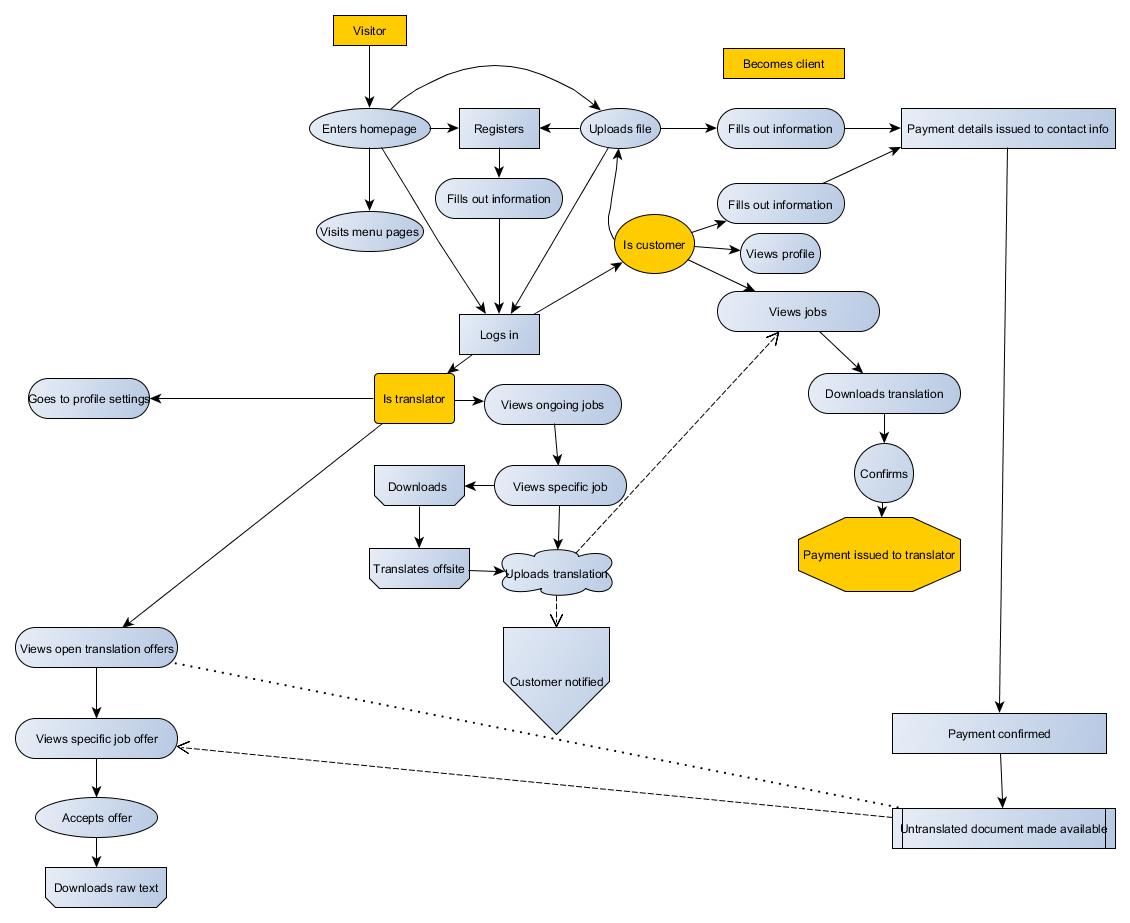 Visitor
Becomes client
Enters homepage
Registers
Uploads file
Fills out information
Payment details issued to contact info
Fills out information
Fills out information
Visits menu pages
Is customer
Views profile
Views jobs
Logs in
Goes to profile settings
Is translator
Views ongoing jobs
Downloads translation
Downloads
Views specific job
Confirms
Payment issued to translator
Translates offsite
Uploads translation
Views open translation offers
Customer notified
Views specific job offer
Payment confirmed
Accepts offer
Untranslated document made available
Downloads raw text